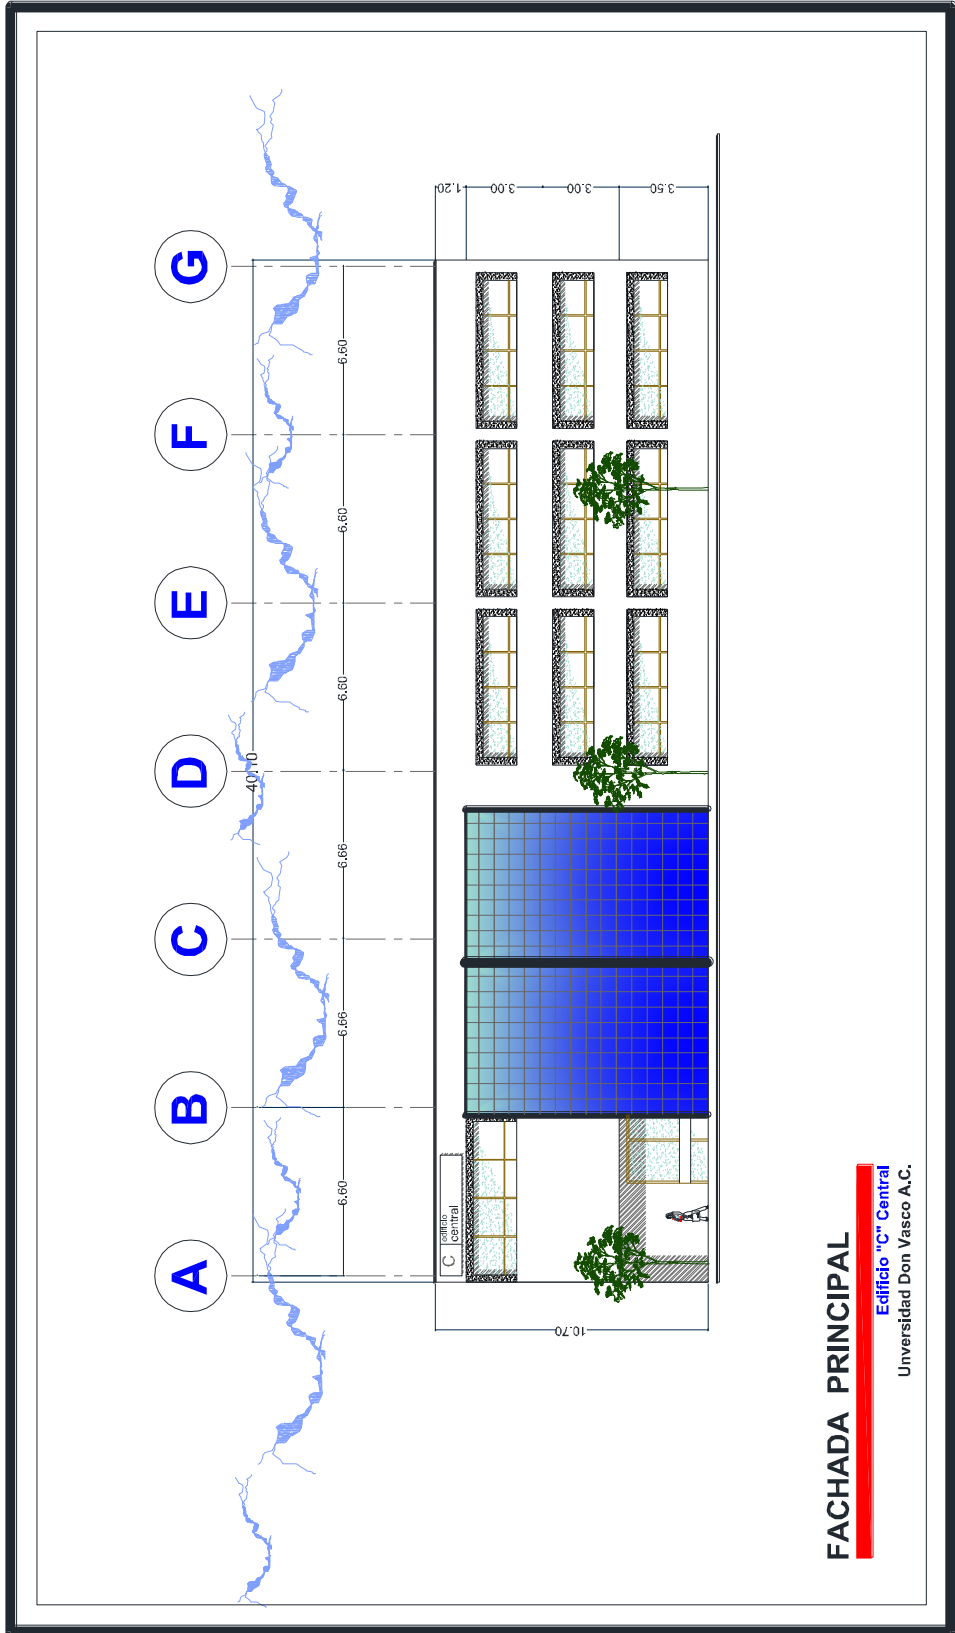 A B C D E F G
40.10
6.60 6.66 6.66 6.60 6.60 6.60
1.20
3.00
3.00
3.50
10.70
C edificio
central
FACHADA PRINCIPAL
Edificio "C" Central
Unversidad Don Vasco A.C.